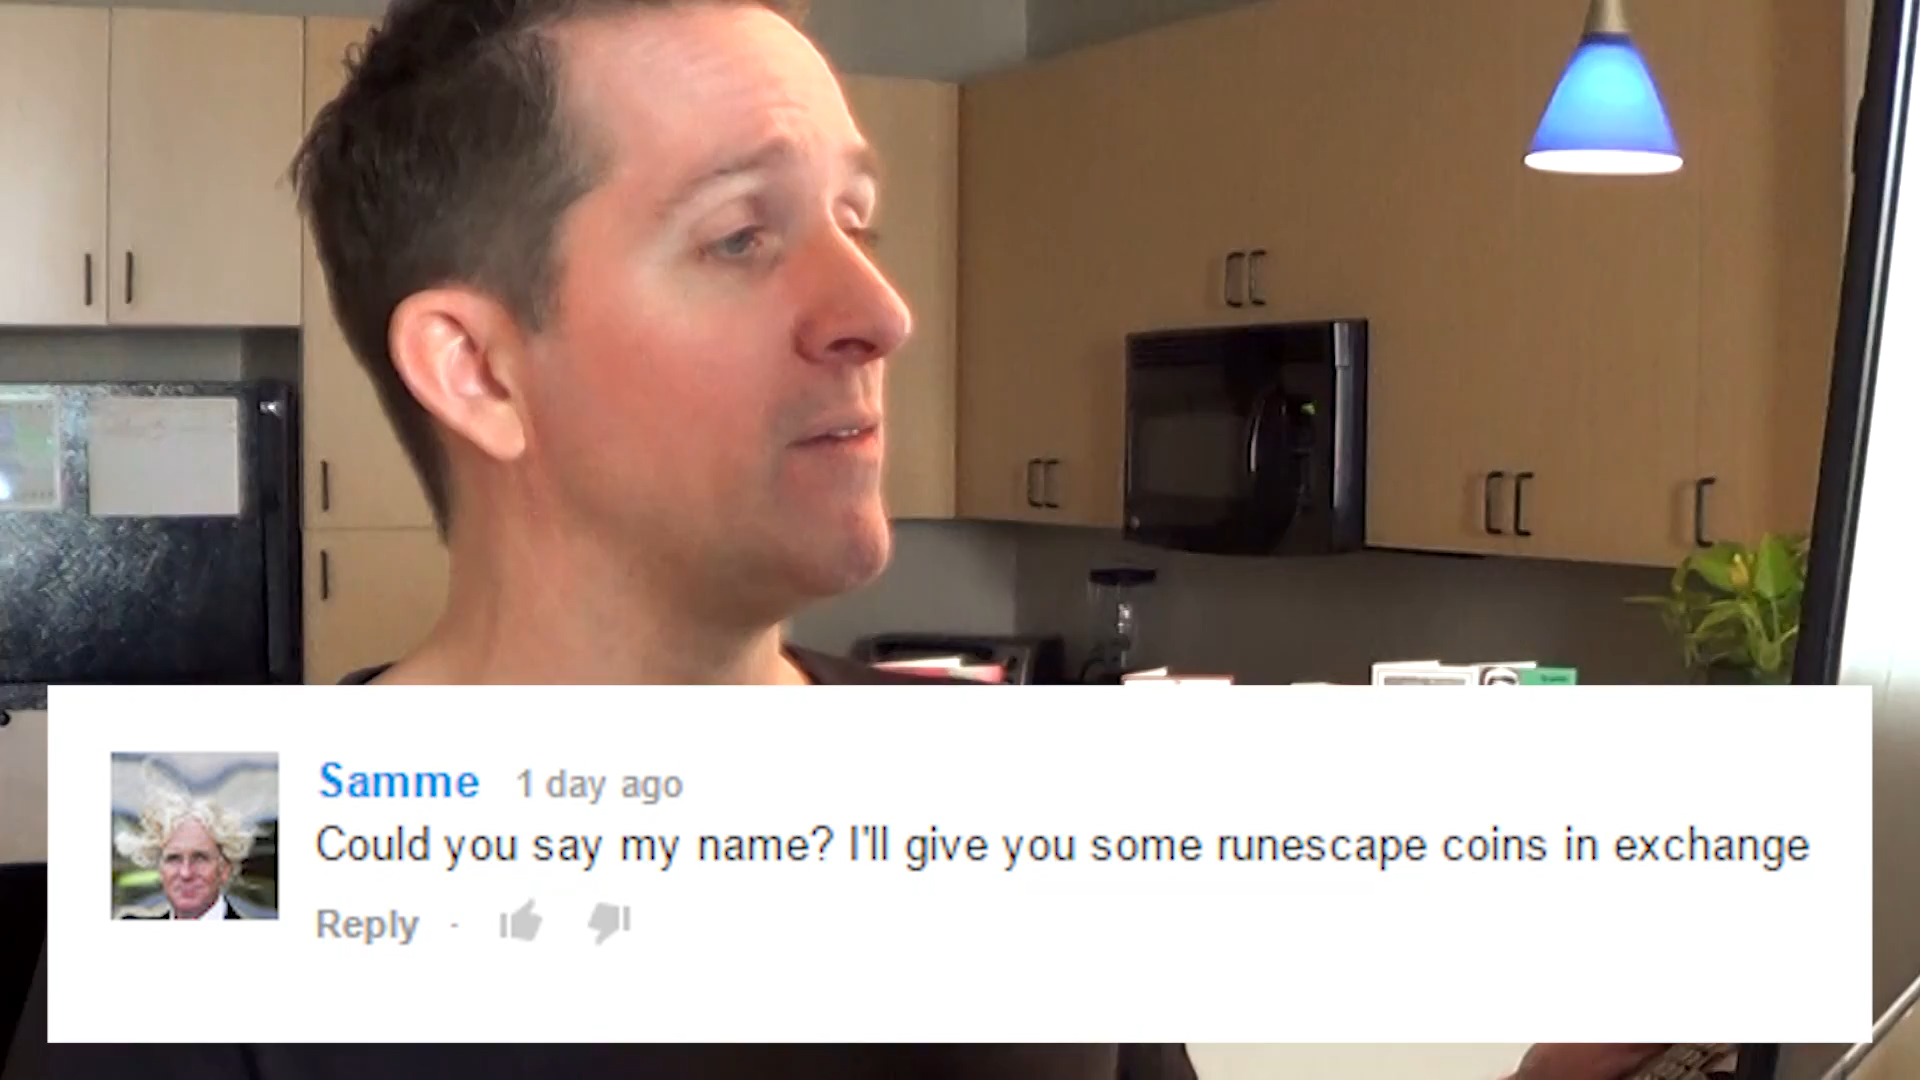 Samme 1 day ago
Could you say my name? I'll give you some runescape coins in exchange
Reply ·